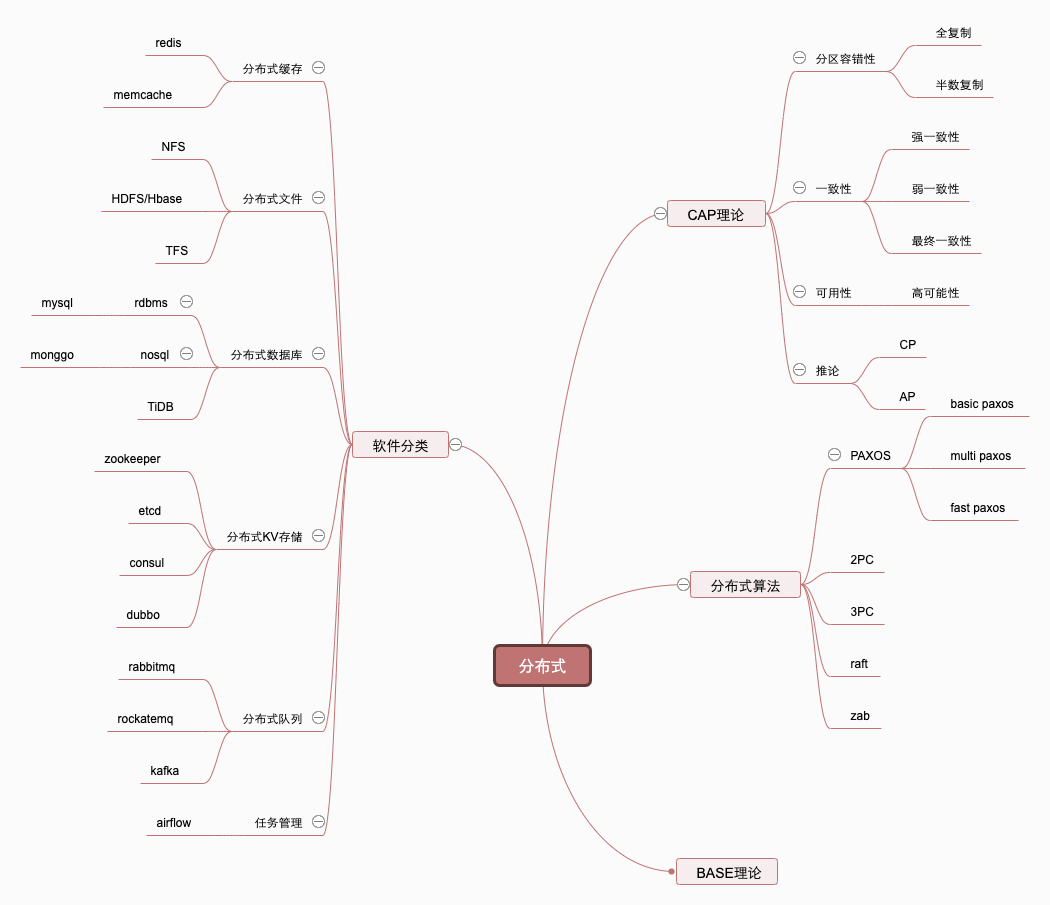 分布式
CAP理论
分区容错性
全复制
半数复制
一致性
强一致性
弱一致性
最终一致性
可用性
高可能性
推论
CP
AP
分布式算法
PAXOS
basic paxos
multi paxos
fast paxos
2PC
3PC
raft
zab
BASE理论
软件分类
分布式缓存
redis
memcache
分布式文件
NFS
HDFS/Hbase
TFS
分布式数据库
rdbms
mysql
nosql
monggo
TiDB
分布式KV存储
zookeeper
etcd
consul
dubbo
分布式队列
rabbitmq
rockatemq
kafka
任务管理
airflow